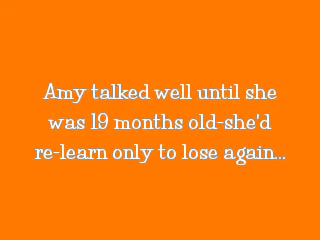 Amy talked well until she
was 19 months old-she'd
re-learn only to lose again...